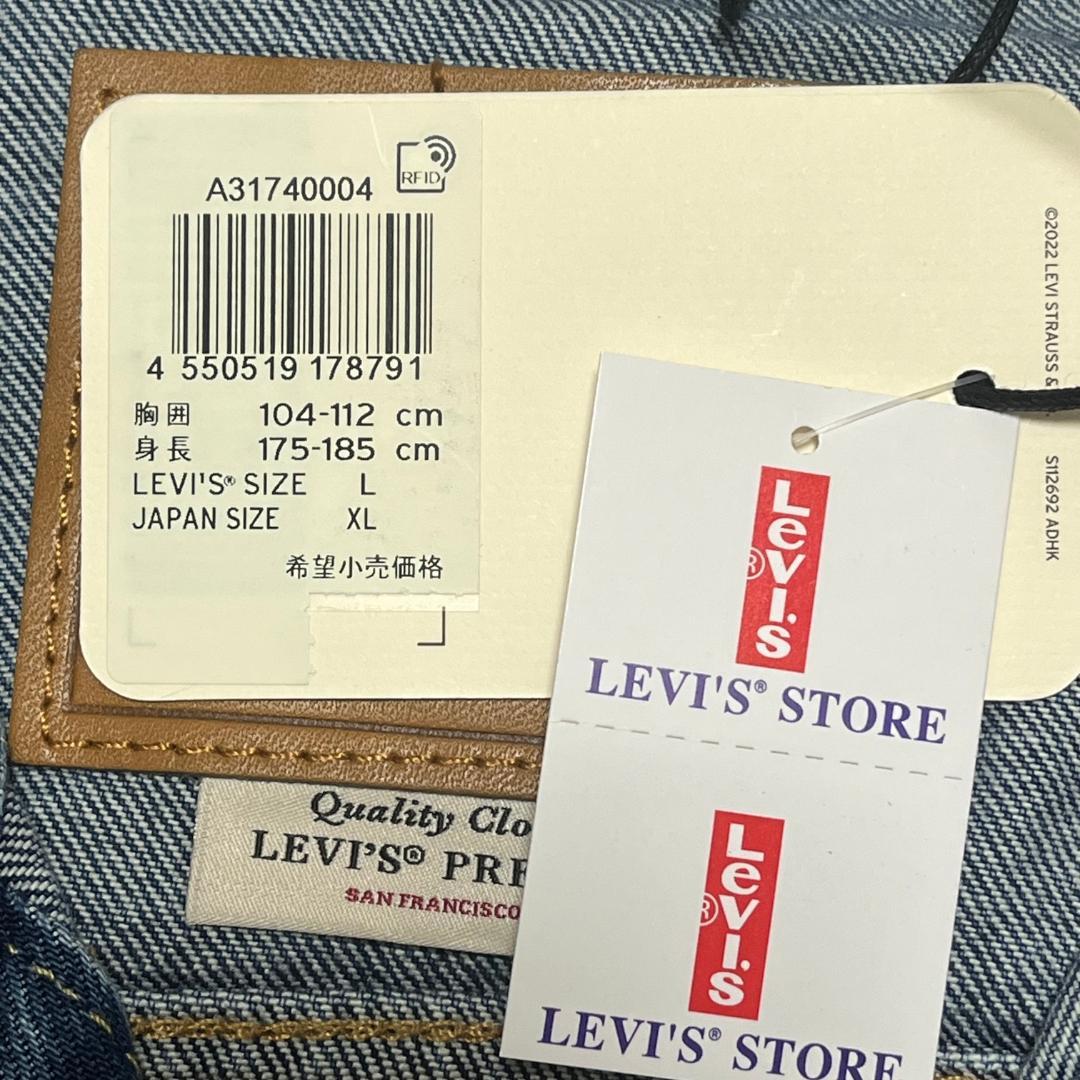 A31740004
RFID
4 550519 178791
胸囲 104-112 cm
身長 175-185 cm
LEVI'S® SIZE L
JAPAN SIZE XL
希望小売価格
©2022 LEVI STRAUSS &
S112692 ADHK
Levi's
®
LEVI'S® STORE
Levi's
®
LEVI'S® STORE
Quality Clo
LEVI'S® PRE
SAN FRANCISCO